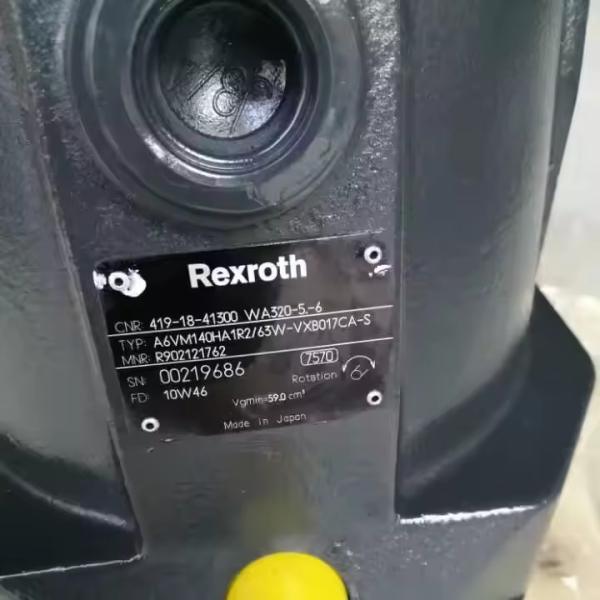 Rexroth
CNR: 419-18-41300 WA320-5.-6
TYP: A6VM140HA1R2/63W-VXB017CA-S
MNR: R902121762
7570
SN: 00219686
Rotation
FD: 10W46
Vgmin=59.0 cm³
Made in Japan